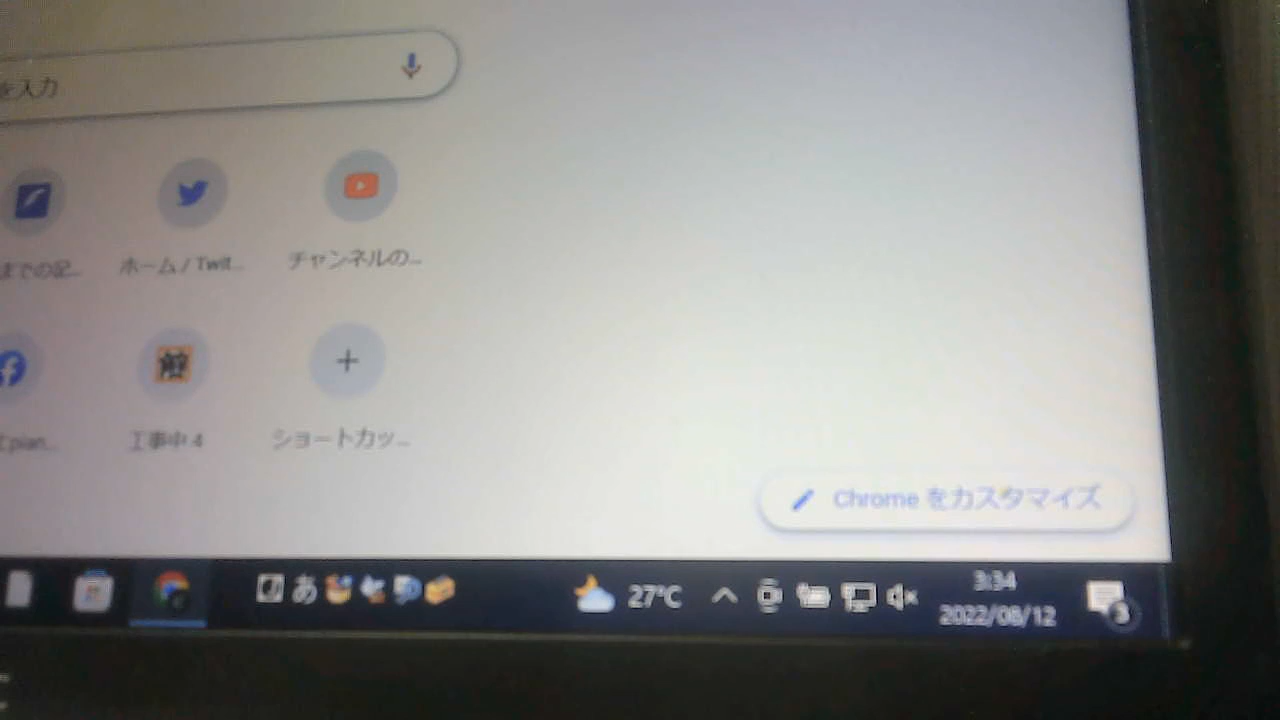 を入力
までの記...
ホーム / Twit...
チャンネルの...
工事中 4
ショートカッ...
Chrome をカスタマイズ
あ
27°C
3:34
2022/08/12
3